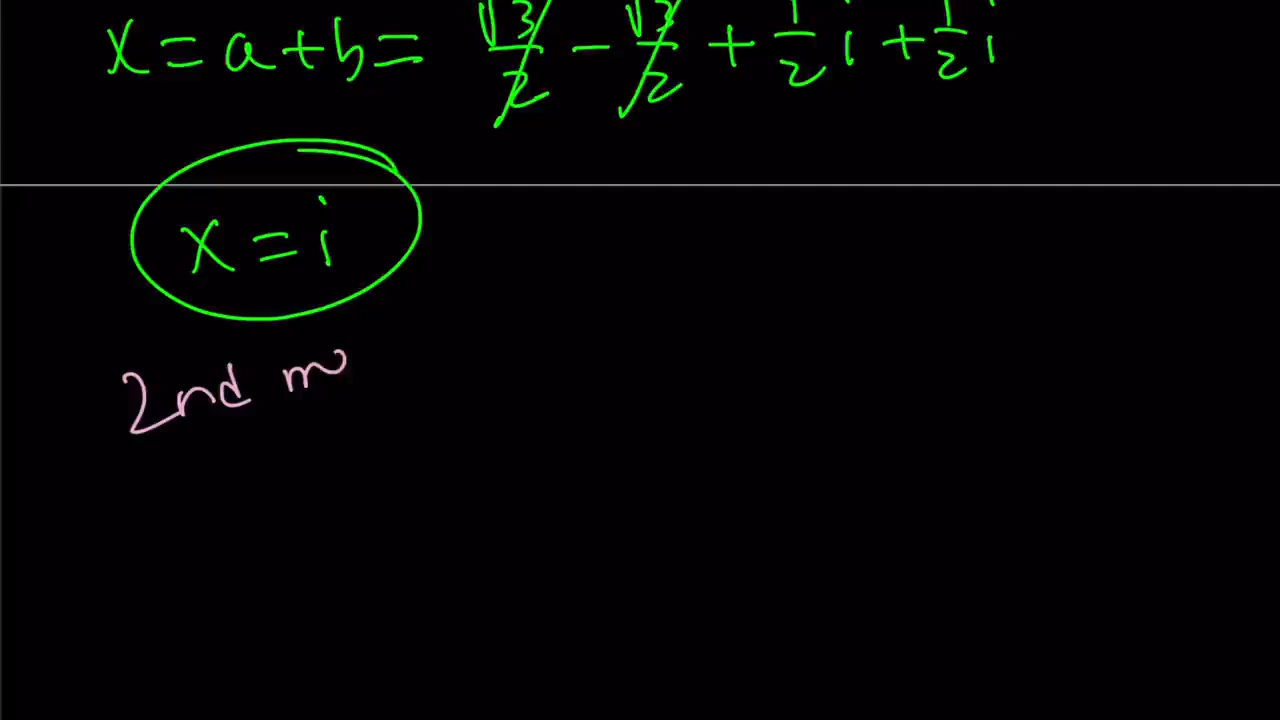 x = a + b = √3/2 - √3/2 + 1/2 i + 1/2 i
x = i
2nd m